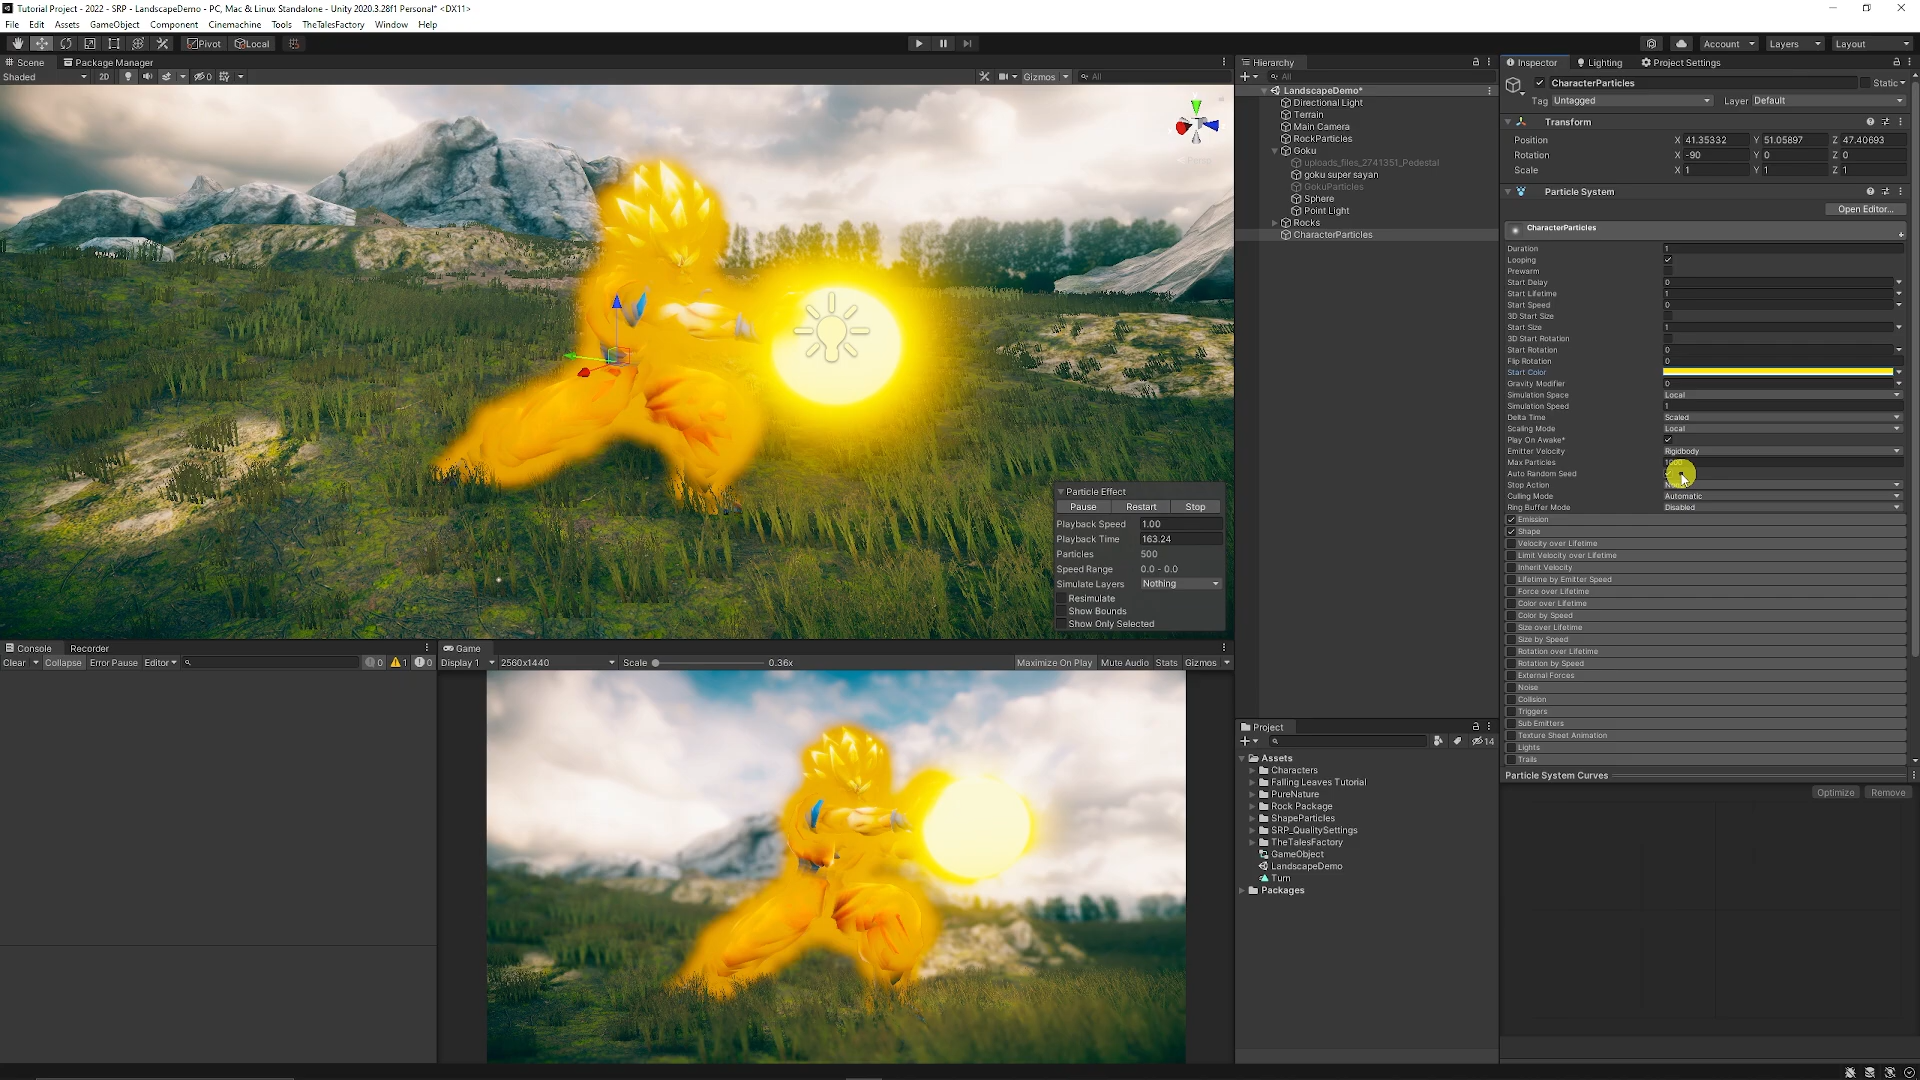 Tutorial Project - 2022 - SRP - LandscapeDemo - PC, Mac & Linux Standalone - Unity 2020.3.28f1 Personal* <DX11>
File Edit Assets GameObject Component Cinemachine Tools TheTalesFactory Window Help
Pivot Local Account Layers Layout
Scene Package Manager
Shaded 2D 0 Gizmos All
Particle Effect
Pause Restart Stop
Playback Speed 1.00
Playback Time 163.24
Particles 500
Speed Range 0.0 - 0.0
Simulate Layers Nothing
Resimulate
Show Bounds
Show Only Selected
Console Recorder
Clear Collapse Error Pause Editor 0 1 0
Game
Display 1 2560x1440 Scale 0.36x Maximize On Play Mute Audio Stats Gizmos
Hierarchy
All
LandscapeDemo*
Directional Light
Terrain
Main Camera
RockParticles
Goku
uploads_files_2741351_Pedestal
goku super sayan
GokuParticles
Sphere
Point Light
Rocks
CharacterParticles
Project
14
Assets
Characters
Falling Leaves Tutorial
PureNature
Rock Package
ShapeParticles
SRP_QualitySettings
TheTalesFactory
GameObject
LandscapeDemo
Turn
Packages
Inspector Lighting Project Settings
CharacterParticles Static
Tag Untagged Layer Default
Transform
Position X 41.35332 Y 51.05897 Z 47.40693
Rotation X -90 Y 0 Z 0
Scale X 1 Y 1 Z 1
Particle System
Open Editor...
CharacterParticles
Duration 1
Looping
Prewarm
Start Delay 0
Start Lifetime 1
Start Speed 0
3D Start Size
Start Size 1
3D Start Rotation
Start Rotation 0
Flip Rotation 0
Start Color
Gravity Modifier 0
Simulation Space Local
Simulation Speed 1
Delta Time Scaled
Scaling Mode Local
Play On Awake*
Emitter Velocity Rigidbody
Max Particles
Auto Random Seed
Stop Action
Culling Mode Automatic
Ring Buffer Mode Disabled
Emission
Shape
Velocity over Lifetime
Limit Velocity over Lifetime
Inherit Velocity
Lifetime by Emitter Speed
Force over Lifetime
Color over Lifetime
Color by Speed
Size over Lifetime
Size by Speed
Rotation over Lifetime
Rotation by Speed
External Forces
Noise
Collision
Triggers
Sub Emitters
Texture Sheet Animation
Lights
Trails
Particle System Curves
Optimize Remove